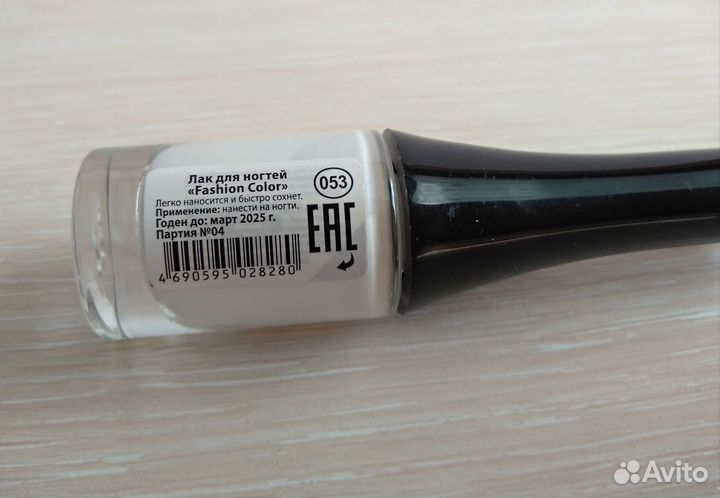 Лак для ногтей
«Fashion Color»
053
Легко наносится и быстро сохнет.
Применение: нанести на ногти.
Годен до: март 2025 г.
Партия №04
EAC
4 690595 028280
Avito